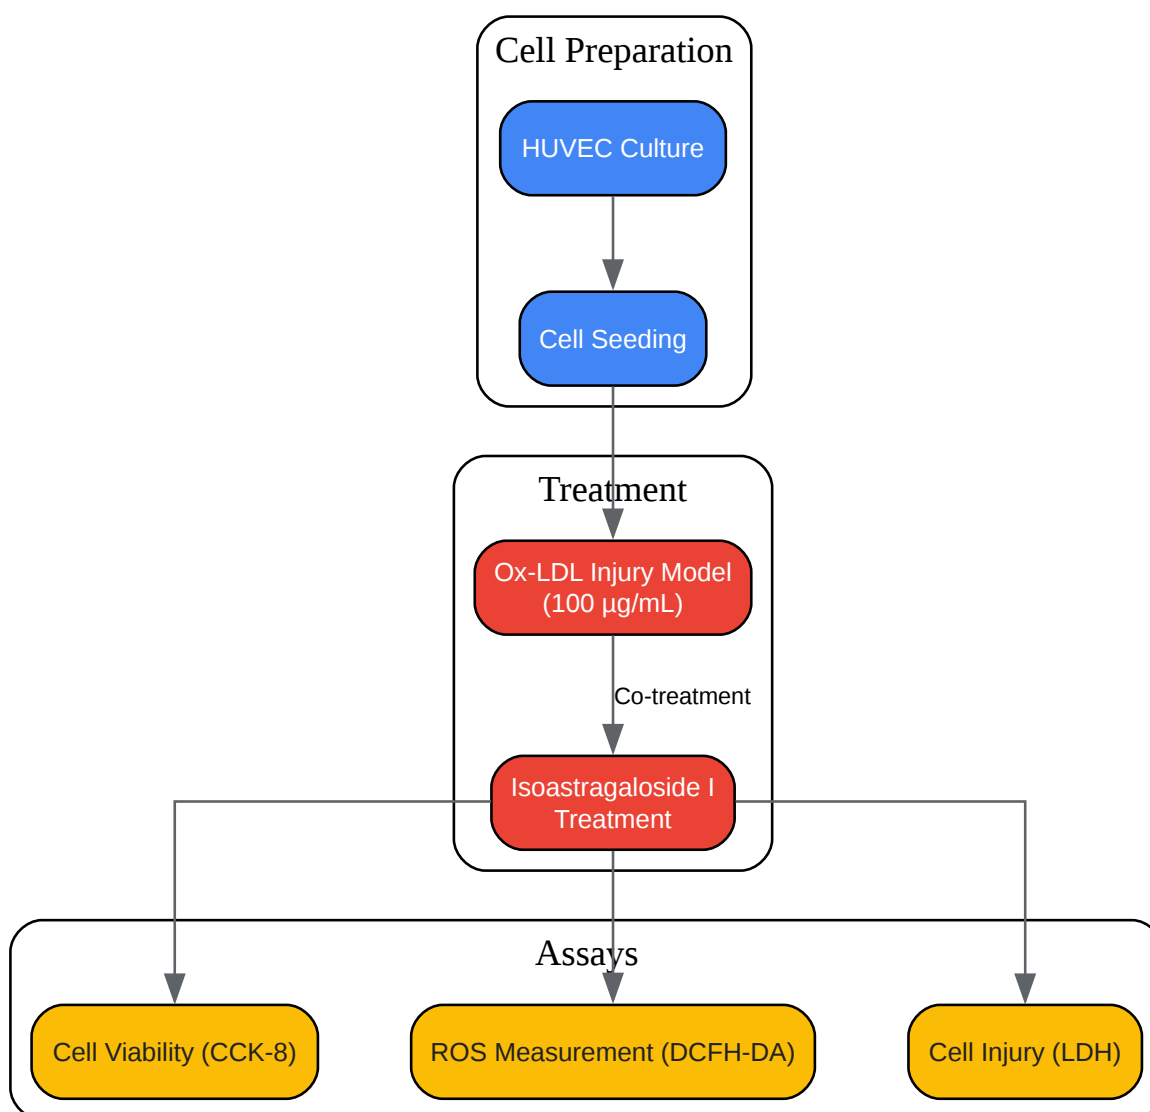 Cell Preparation
HUVEC Culture
Cell Seeding
Treatment
Ox-LDL Injury Model
(100 µg/mL)
Co-treatment
Isoastragaloside I
Treatment
Assays
Cell Viability (CCK-8)
ROS Measurement (DCFH-DA)
Cell Injury (LDH)